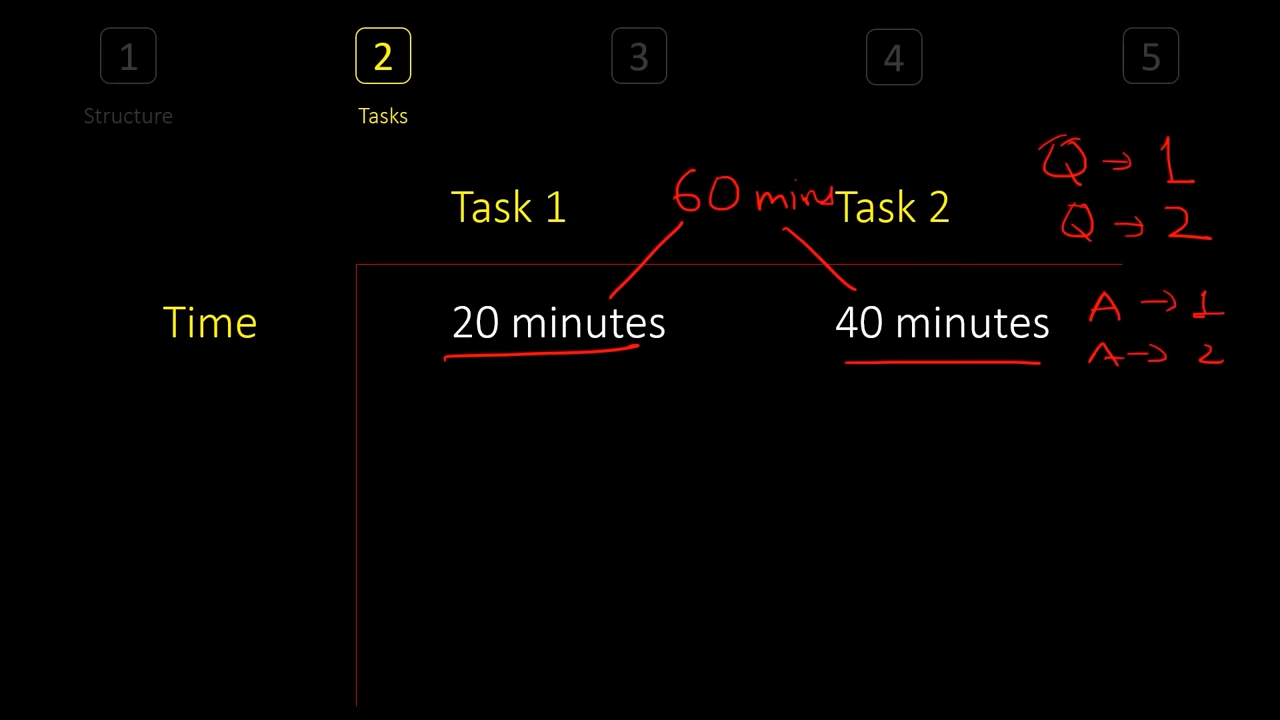 1 2 3 4 5
Structure Tasks
Q → 1
Task 1 60 mins Task 2
Q → 2
Time 20 minutes 40 minutes
A → 1
A → 2